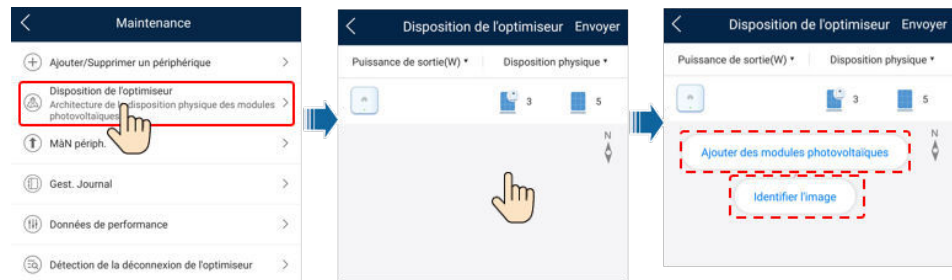 Maintenance
Ajouter/Supprimer un périphérique
Disposition de l'optimiseur
Architecture de la disposition physique des modules
photovoltaïques
MàN périph.
Gest. Journal
Données de performance
Détection de la déconnexion de l'optimiseur
Disposition de l'optimiseur Envoyer
Puissance de sortie(W) Disposition physique
3 5
N
Disposition de l'optimiseur Envoyer
Puissance de sortie(W) Disposition physique
3 5
N
Ajouter des modules photovoltaïques
Identifier l'image